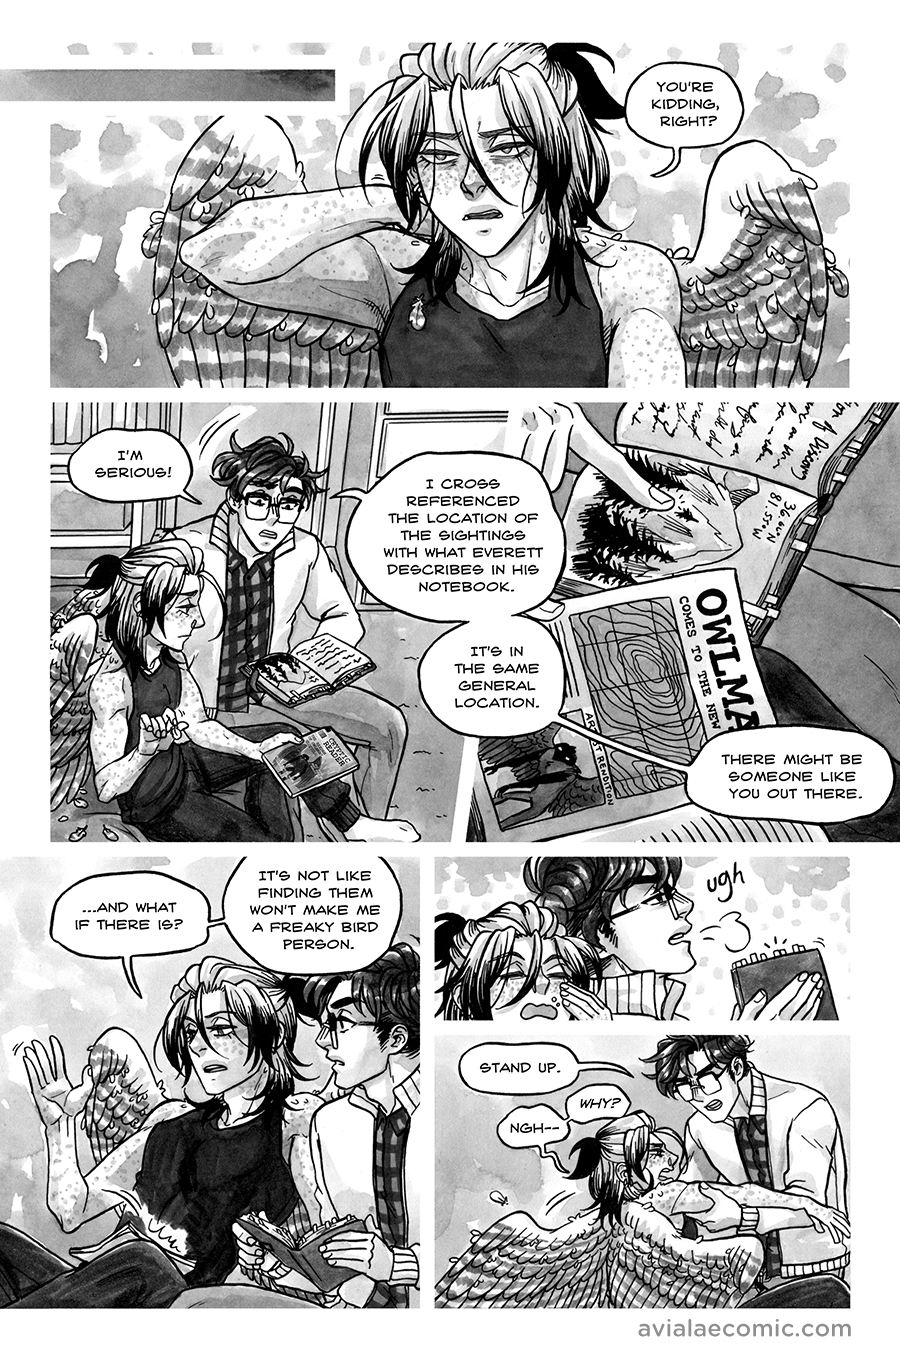 YOU'RE
KIDDING,
RIGHT?
I'M
SERIOUS!
I CROSS
REFERENCED
THE LOCATION OF
THE SIGHTINGS
WITH WHAT EVERETT
DESCRIBES IN HIS
NOTEBOOK.
IT'S IN
THE SAME
GENERAL
LOCATION.
CRYPTIC
READER
OWLMA
COMES TO THE NEW
RENDITION
THERE MIGHT BE
SOMEONE LIKE
YOU OUT THERE.
...AND WHAT
IF THERE IS?
IT'S NOT LIKE
FINDING THEM
WON'T MAKE ME
A FREAKY BIRD
PERSON.
ugh
STAND UP.
WHY?
NGH--
avialaecomic.com